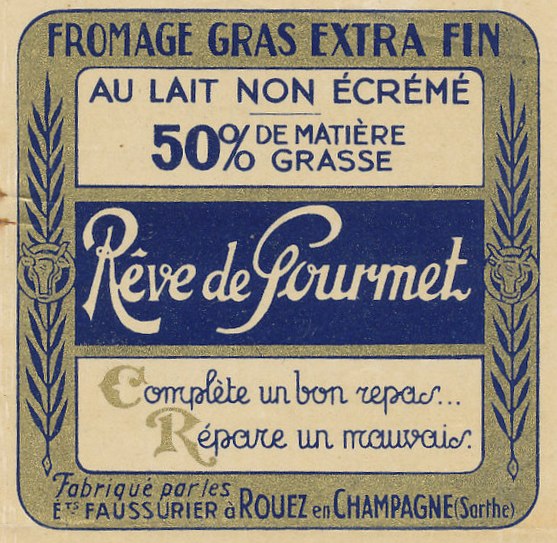 FROMAGE GRAS EXTRA FIN
AU LAIT NON ÉCRÉMÉ
50% DE MATIÈRE
GRASSE
Rêve de Gourmet
Complète un bon repas...
Répare un mauvais.
Fabriqué par les
Ets FAUSSURIER à ROUEZ en CHAMPAGNE (Sarthe)